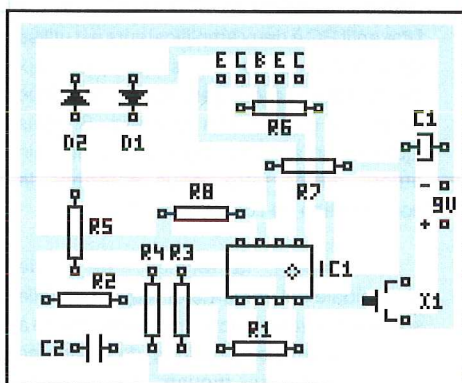 E C B E C
R6
C1
D2 D1
R7
-
9V
+
R8
R5
R4 R3
IC1
R2
X1
R1
C2